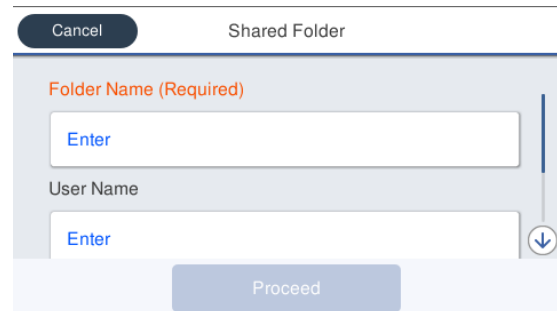 Cancel
Shared Folder
Folder Name (Required)
Enter
User Name
Enter
Proceed